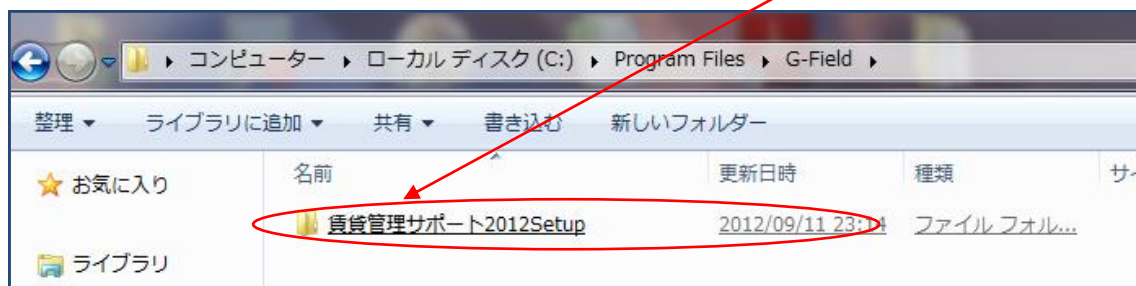 コンピューター ▸ ローカル ディスク (C:) ▸ Program Files ▸ G-Field ▸
整理 ▼ ライブラリに追加 ▼ 共有 ▼ 書き込む 新しいフォルダー
お気に入り 名前 更新日時 種類
賃貸管理サポート2012Setup 2012/09/11 23:14 ファイル フォル...
ライブラリ